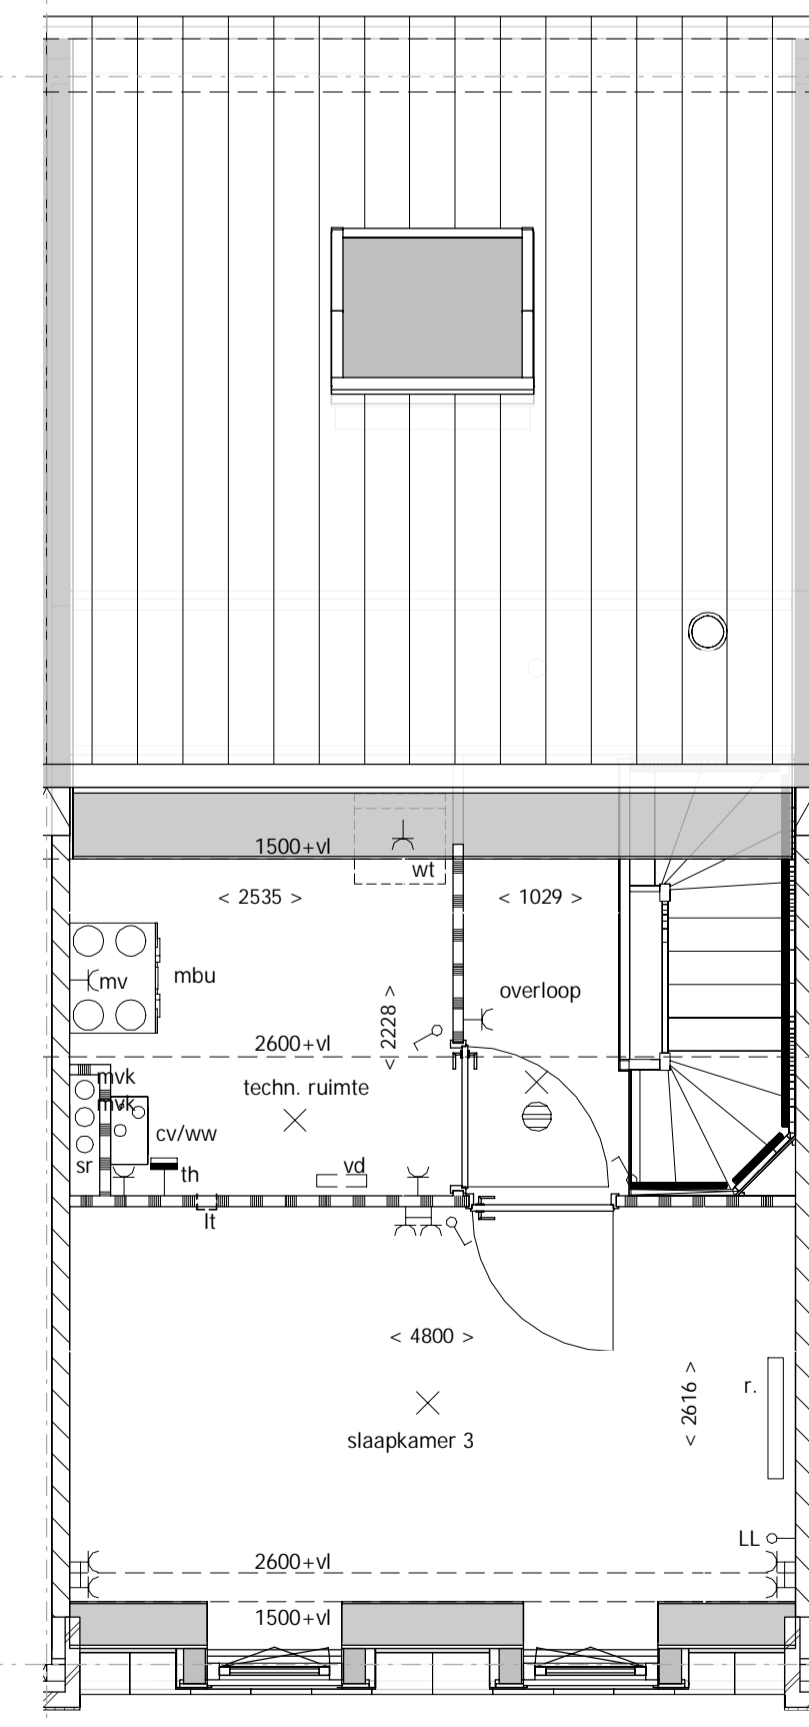 1500+vl
wt
< 2535 >
< 1029 >
mv
mbu
overloop
< 2228 >
2600+vl
mvk
techn. ruimte
mvk
cv/ww
sr
th
vd
lt
< 4800 >
< 2616 >
r.
slaapkamer 3
LL
2600+vl
1500+vl